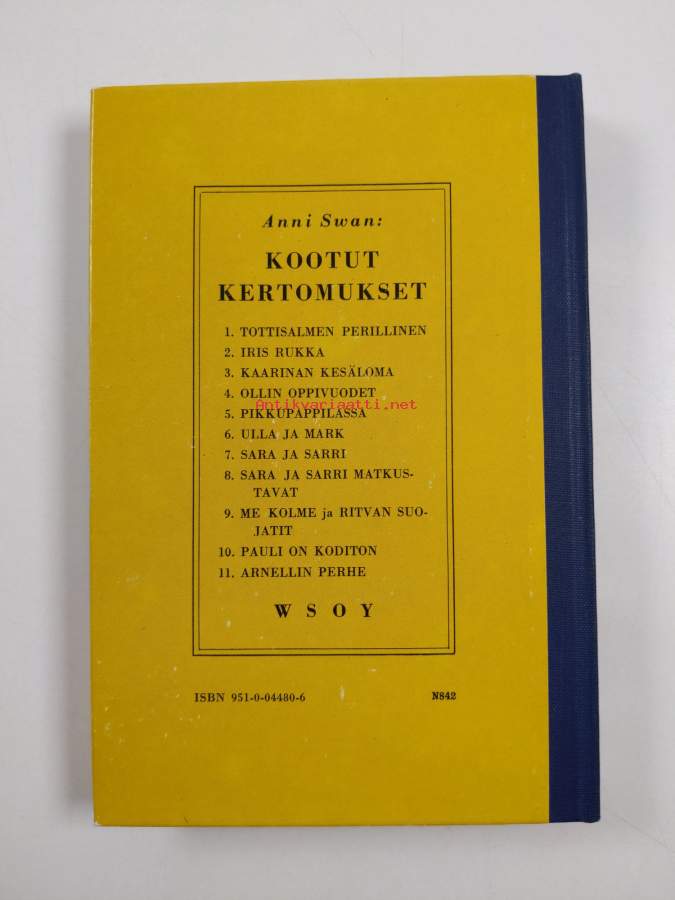 Anni Swan:
KOOTUT
KERTOMUKSET
1. TOTTISALMEN PERILLINEN
2. IRIS RUKKA
3. KAARINAN KESÄLOMA
4. OLLIN OPPIVUODET
Antikvariaatti.net
5. PIKKUPAPPILASSA
6. ULLA JA MARK
7. SARA JA SARRI
8. SARA JA SARRI MATKUS-
TAVAT
9. ME KOLME ja RITVAN SUO-
JATIT
10. PAULI ON KODITON
11. ARNELLIN PERHE
WSOY
ISBN 951-0-04480-6 N842